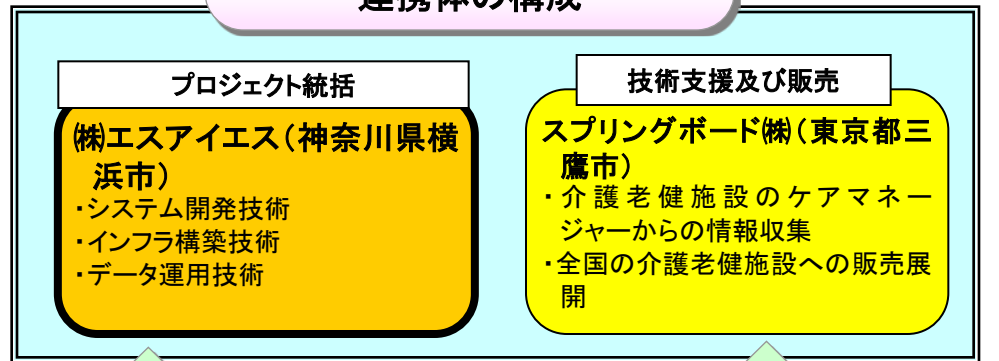 連携体の構成
プロジェクト統括
㈱エスアイエス（神奈川県横
浜市）
・システム開発技術
・インフラ構築技術
・データ運用技術
技術支援及び販売
スプリングボード㈱（東京都三
鷹市）
・介護老健施設のケアマネー
ジャーからの情報収集
・全国の介護老健施設への販売展
開